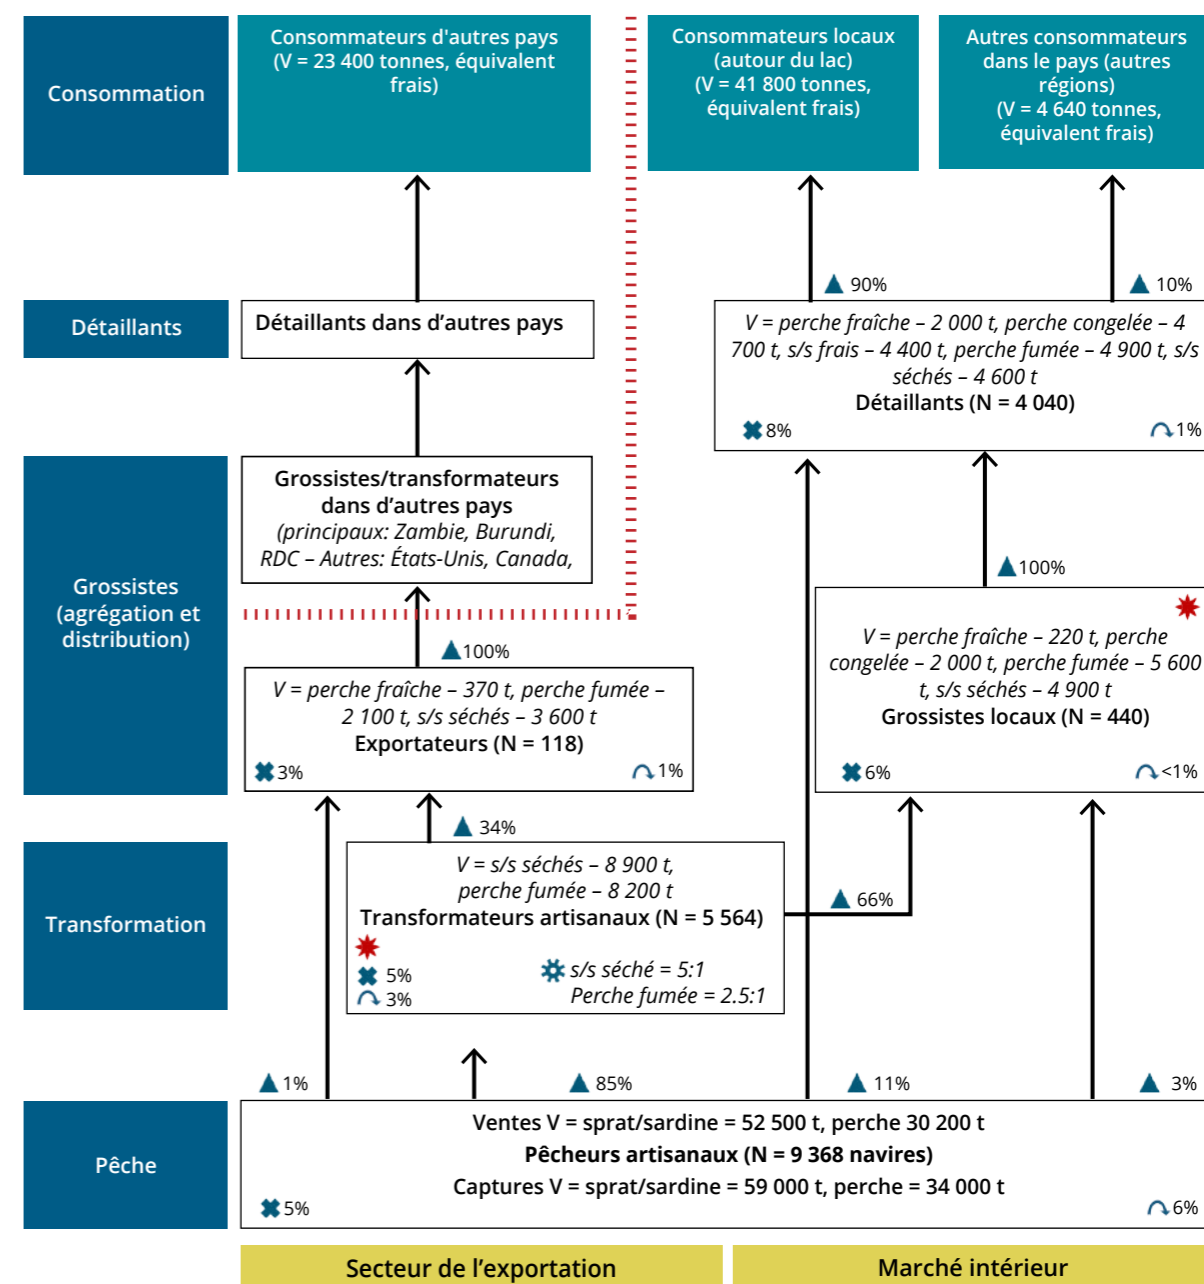 Consommation
Consommateurs d'autres pays
(V = 23 400 tonnes, équivalent
frais)
Consommateurs locaux
(autour du lac)
(V = 41 800 tonnes,
équivalent frais)
Autres consommateurs
dans le pays (autres
régions)
(V = 4 640 tonnes,
équivalent frais)
90%
10%
Détaillants
Détaillants dans d’autres pays
V = perche fraîche – 2 000 t, perche congelée – 4
700 t, s/s frais – 4 400 t, perche fumée – 4 900 t, s/s
séchés – 4 600 t
Détaillants (N = 4 040)
8%
1%
Grossistes
(agrégation et
distribution)
Grossistes/transformateurs
dans d’autres pays
(principaux: Zambie, Burundi,
RDC – Autres: États-Unis, Canada,
100%
100%
V = perche fraîche – 370 t, perche fumée –
2 100 t, s/s séchés – 3 600 t
Exportateurs (N = 118)
3%
1%
V = perche fraîche – 220 t, perche
congelée – 2 000 t, perche fumée – 5 600
t, s/s séchés – 4 900 t
Grossistes locaux (N = 440)
6%
<1%
34%
Transformation
V = s/s séchés – 8 900 t,
perche fumée – 8 200 t
Transformateurs artisanaux (N = 5 564)
5%
3%
s/s séché = 5:1
Perche fumée = 2.5:1
66%
1%
85%
11%
3%
Pêche
Ventes V = sprat/sardine = 52 500 t, perche 30 200 t
Pêcheurs artisanaux (N = 9 368 navires)
Captures V = sprat/sardine = 59 000 t, perche = 34 000 t
5%
6%
Secteur de l’exportation
Marché intérieur